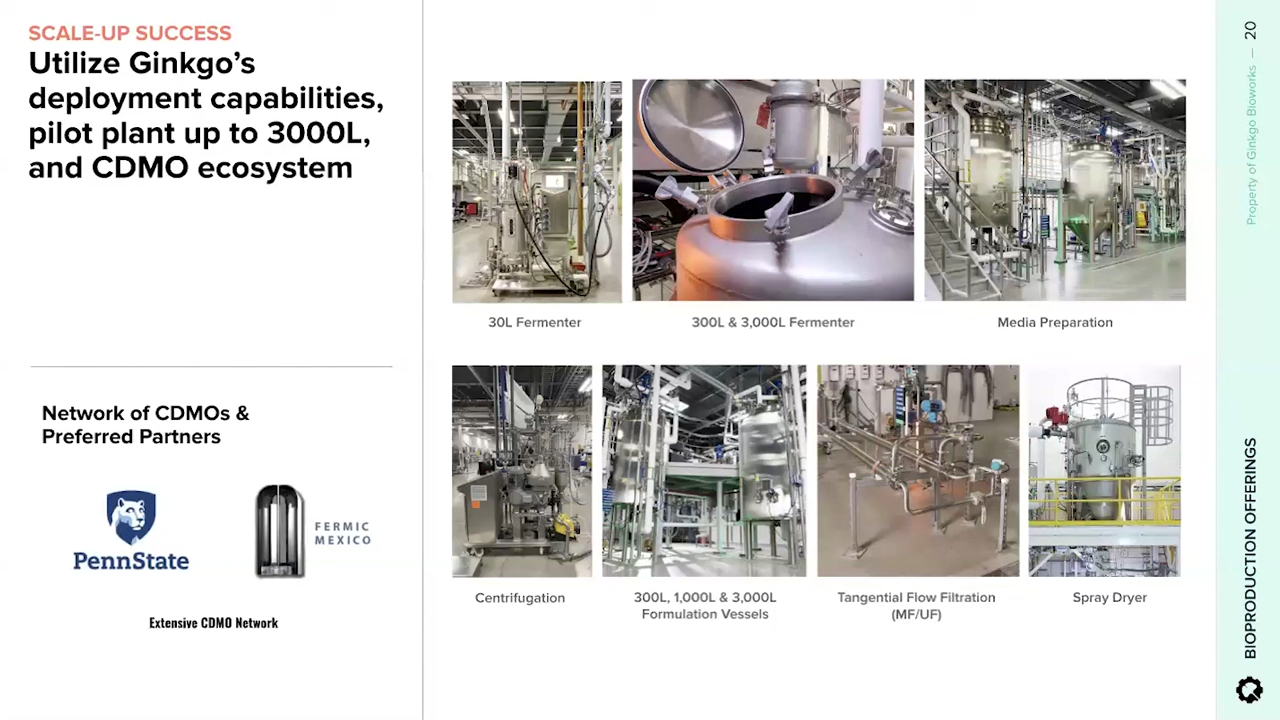 SCALE-UP SUCCESS
Utilize Ginkgo's
deployment capabilities,
pilot plant up to 3000L,
and CDMO ecosystem
Network of CDMOs &
Preferred Partners
PennState
FERMIC
MEXICO
Extensive CDMO Network
30L Fermenter
300L & 3,000L Fermenter
Media Preparation
Centrifugation
300L, 1,000L & 3,000L
Formulation Vessels
Tangential Flow Filtration
(MF/UF)
Spray Dryer
Property of Ginkgo Bioworks — 20
BIOPRODUCTION OFFERINGS